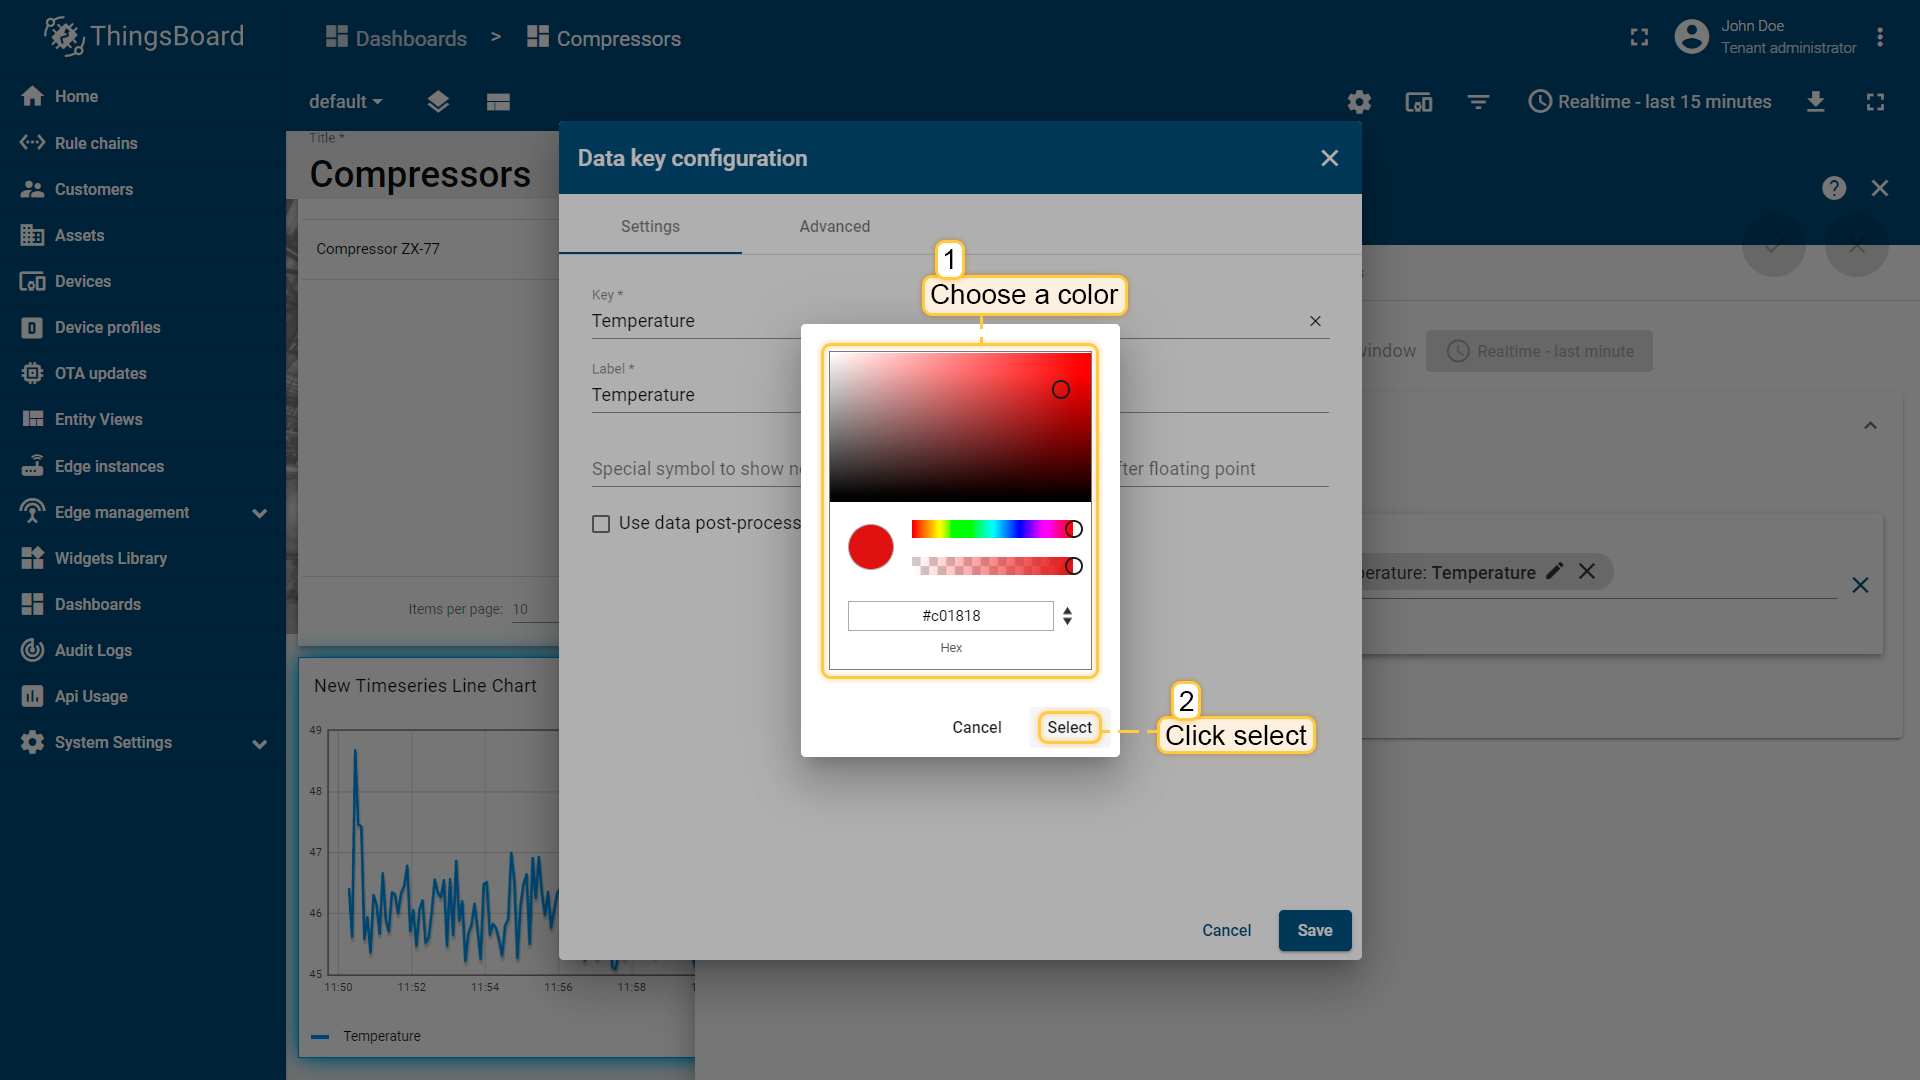 ThingsBoard
Dashboards > Compressors
John Doe
Tenant administrator
Home
Rule chains
Customers
Assets
Devices
Device profiles
OTA updates
Entity Views
Edge instances
Edge management
Widgets Library
Dashboards
Audit Logs
Api Usage
System Settings
default
Realtime - last 15 minutes
Title *
Compressors
Compressor ZX-77
Items per page: 10
New Timeseries Line Chart
49
48
47
46
45
11:50 11:52 11:54 11:56 11:58
Temperature
Data key configuration
Settings Advanced
1
Choose a color
Key *
Temperature
Label *
Temperature
Special symbol to show
floating point
Use data post-process
#c01818
Hex
Cancel Select
2
Click select
Cancel Save
Realtime - last minute
Temperature